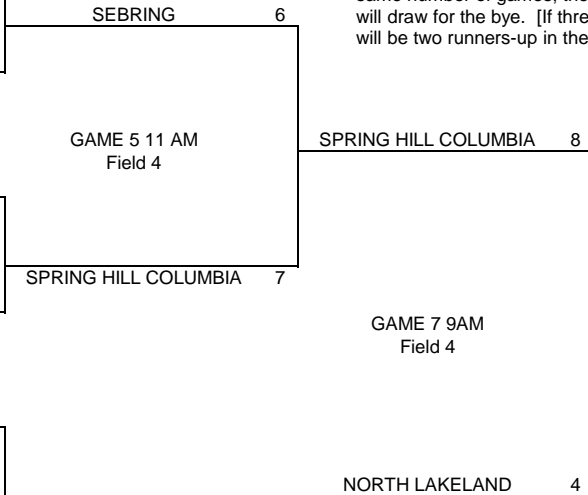 same number of games, the
SEBRING 6
will draw for the bye. [If thre
will be two runners-up in the
GAME 5 11 AM
Field 4
SPRING HILL COLUMBIA 8
SPRING HILL COLUMBIA 7
GAME 7 9AM
Field 4
NORTH LAKELAND 4